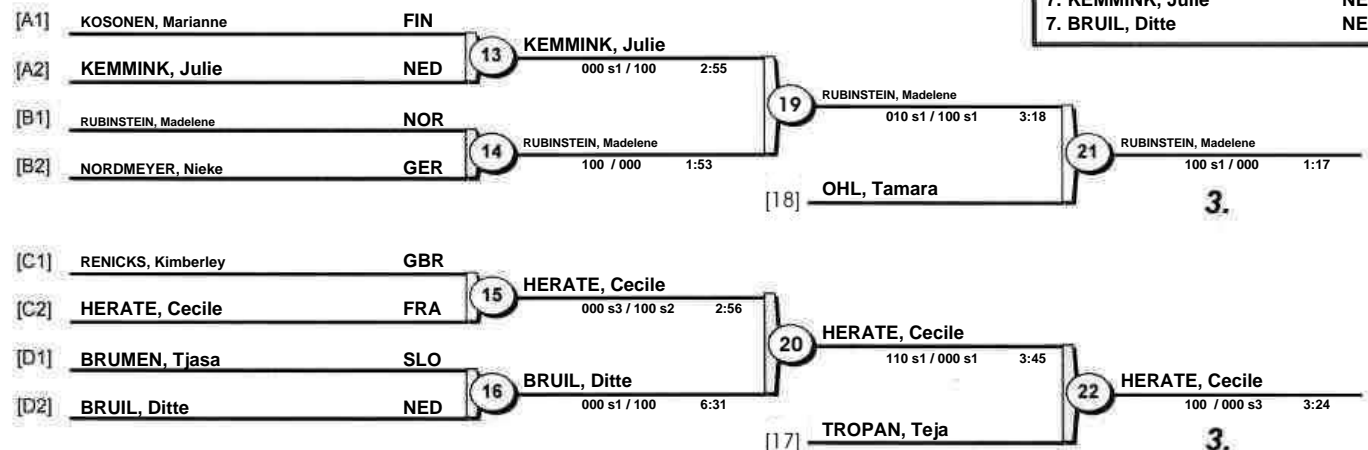 7. KEMMINK, Julie NE
7. BRUIL, Ditte NE
[A1] KOSONEN, Marianne FIN
13 KEMMINK, Julie
000 s1 / 100 2:55
[A2] KEMMINK, Julie NED
19 RUBINSTEIN, Madelene
010 s1 / 100 s1 3:18
[B1] RUBINSTEIN, Madelene NOR
14 RUBINSTEIN, Madelene
100 / 000 1:53
21 RUBINSTEIN, Madelene
100 s1 / 000 1:17
[B2] NORDMEYER, Nieke GER
[18] OHL, Tamara
3.
[C1] RENICKS, Kimberley GBR
15 HERATE, Cecile
000 s3 / 100 s2 2:56
[C2] HERATE, Cecile FRA
20 HERATE, Cecile
110 s1 / 000 s1 3:45
[D1] BRUMEN, Tjasa SLO
16 BRUIL, Ditte
000 s1 / 100 6:31
22 HERATE, Cecile
100 / 000 s3 3:24
[D2] BRUIL, Ditte NED
[17] TROPAN, Teja
3.